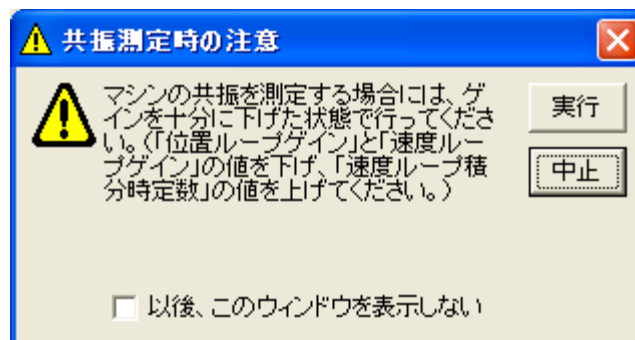 共振測定時の注意
マシンの共振を測定する場合には、ゲ
インを十分に下げた状態で行ってくださ
い。（「位置ループゲイン」と「速度ルー
プゲイン」の値を下げ、「速度ループ積
分時定数」の値を上げてください。）
実行
中止
以後、このウィンドウを表示しない